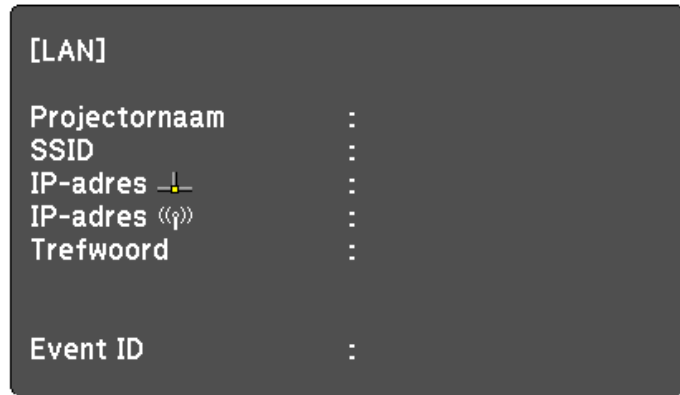 [LAN]
Projectornaam :
SSID :
IP-adres :
IP-adres :
Trefwoord :
Event ID :